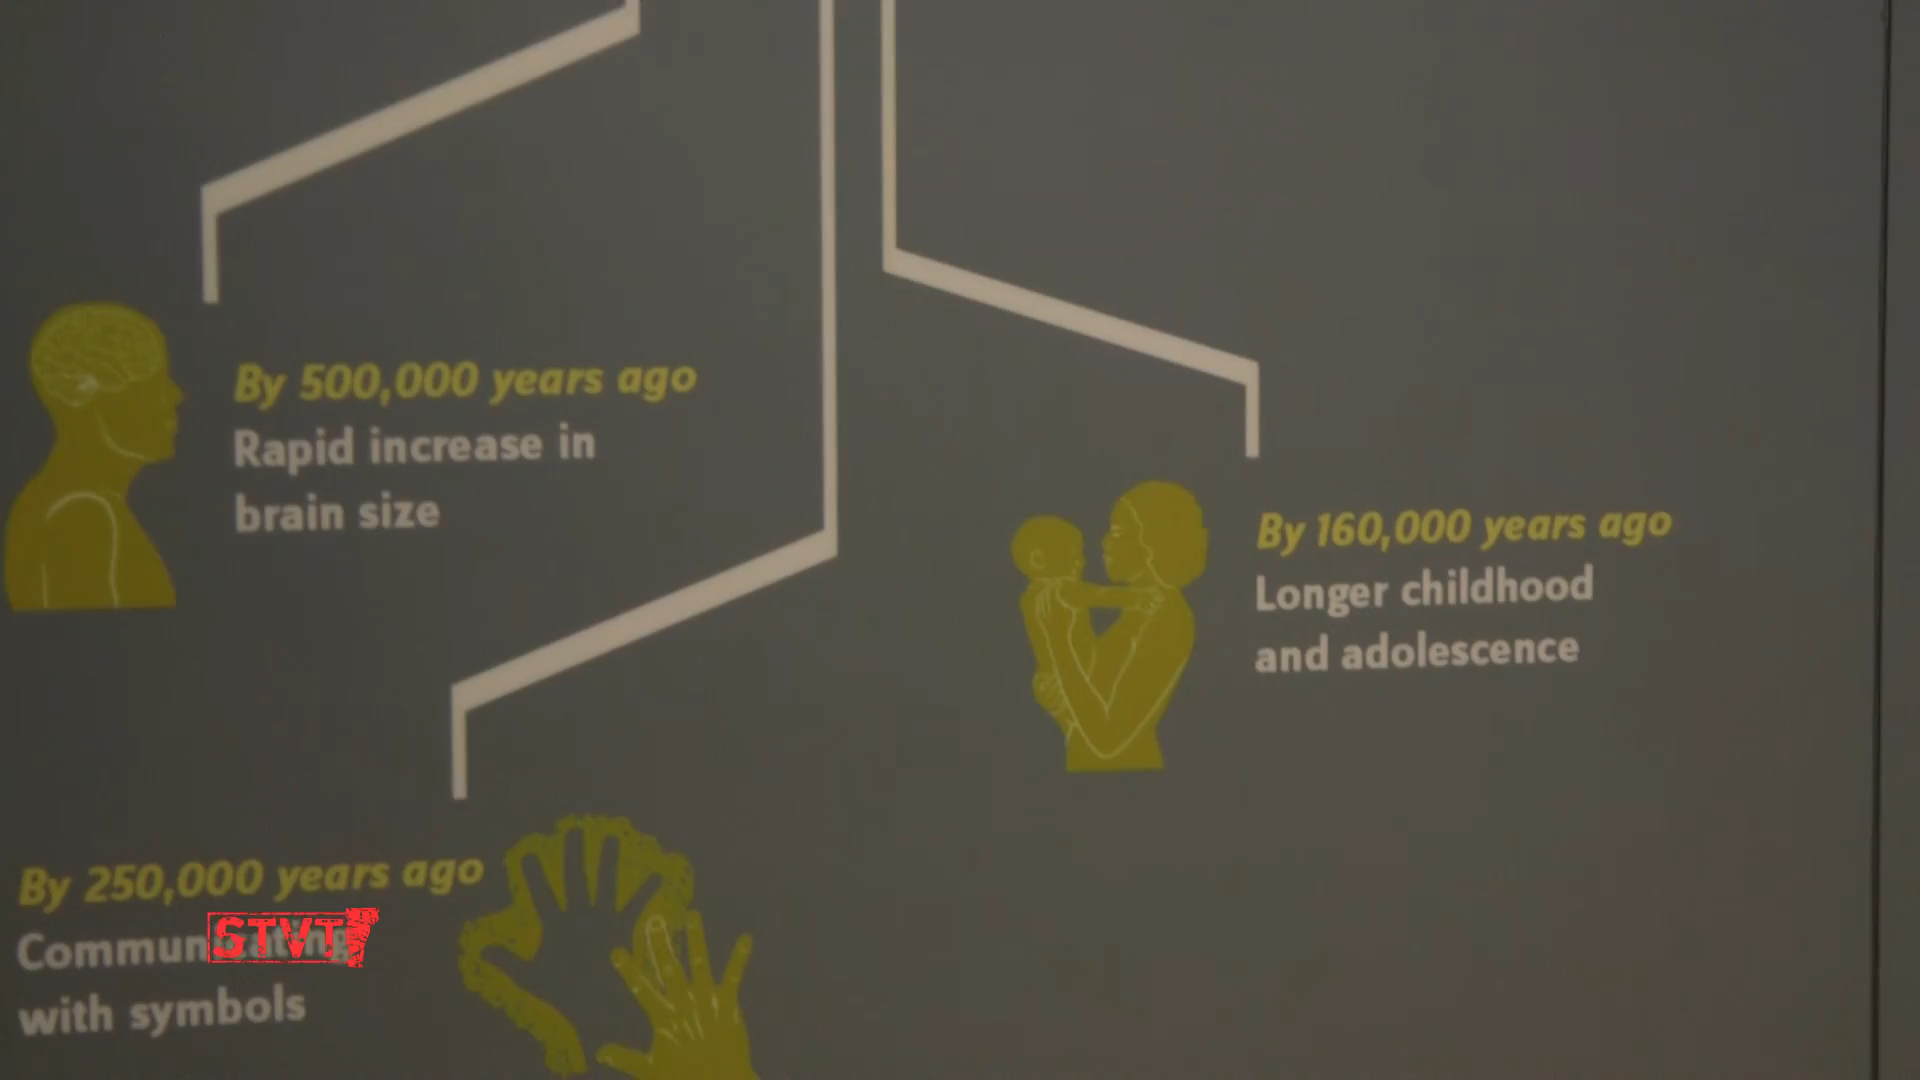 By 500,000 years ago
Rapid increase in
brain size
By 160,000 years ago
Longer childhood
and adolescence
By 250,000 years ago
Communicating
with symbols
STVT